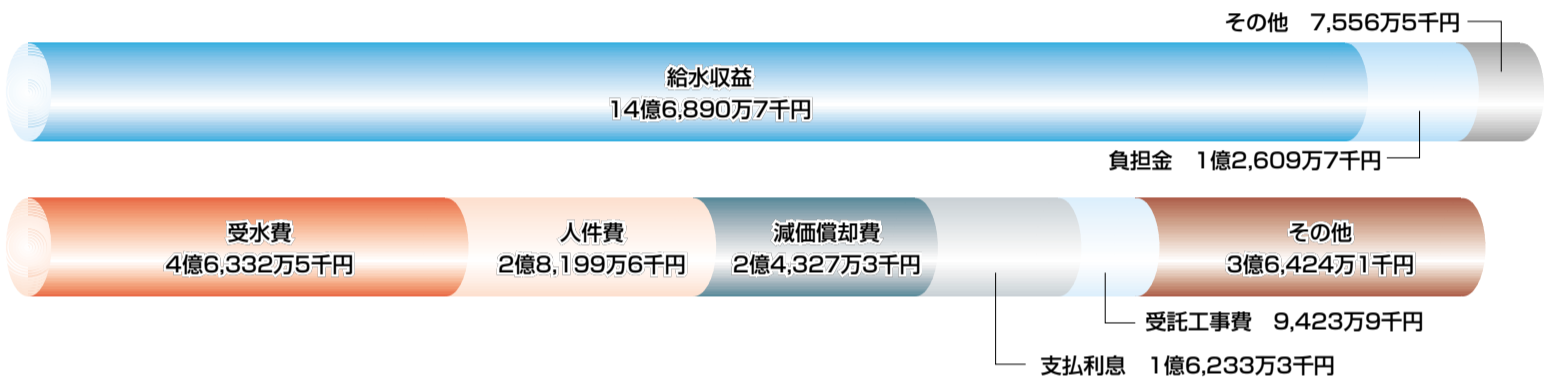 その他　7,556万5千円
給水収益
14億6,890万7千円
負担金　1億2,609万7千円
受水費
4億6,332万5千円
人件費
2億8,199万6千円
減価償却費
2億4,327万3千円
その他
3億6,424万1千円
受託工事費　9,423万9千円
支払利息　1億6,233万3千円